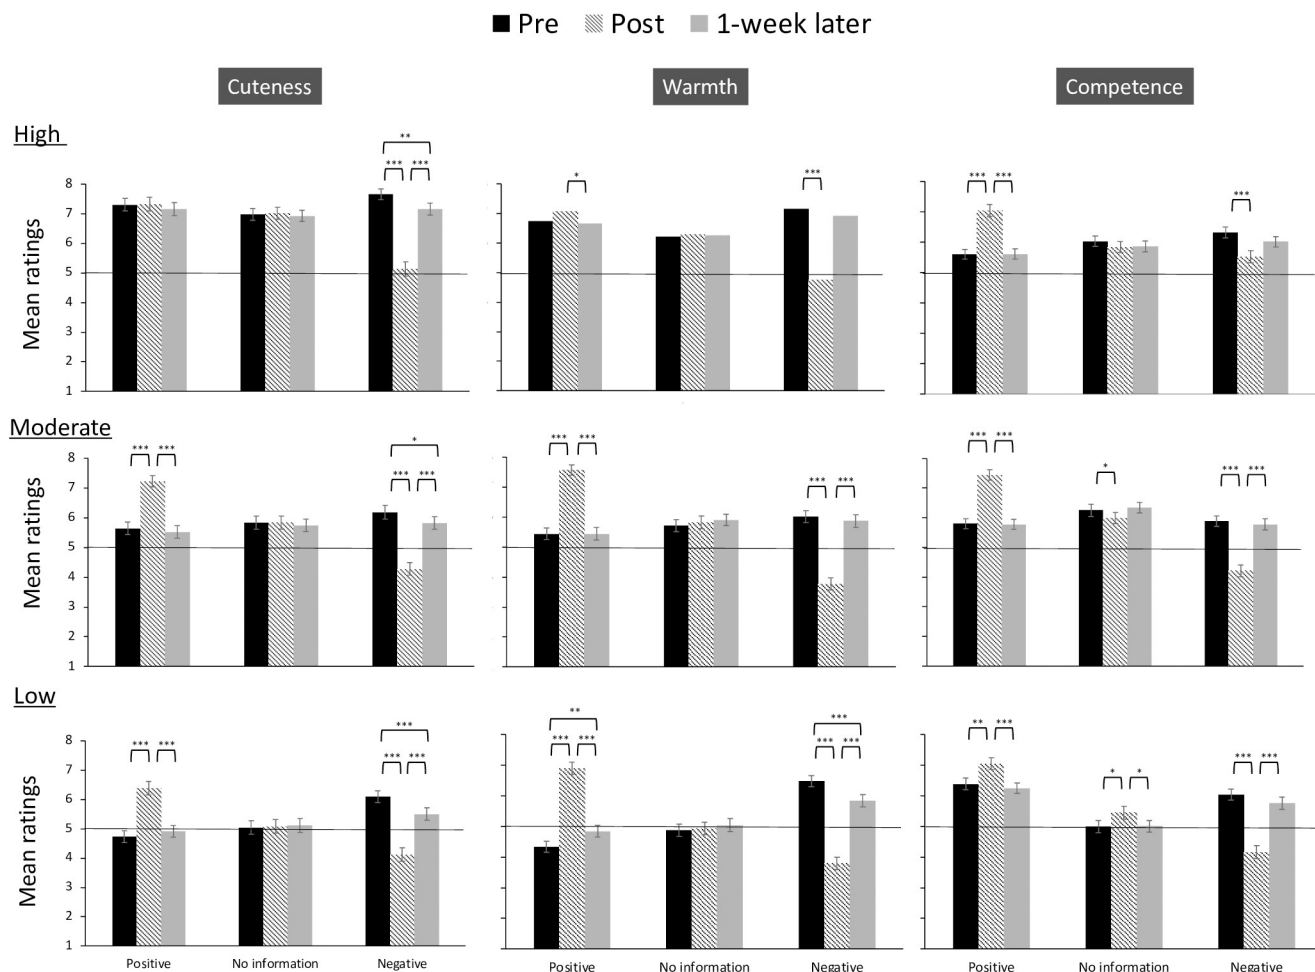 Pre Post 1-week later
Cuteness Warmth Competence
High
** 
*** *** * *** *** *** ***
8
7
6
5
4
3
2
1
Mean ratings
Moderate
*** *** * *** *** *** *** *** *** *** *** * *** ***
8
7
6
5
4
3
2
1
Mean ratings
Low
*** ** ***
*** *** *** *** *** *** *** *** ** *** * * *** ***
8
7
6
5
4
3
2
1
Mean ratings
Positive No information Negative Positive No information Negative Positive No information Negative